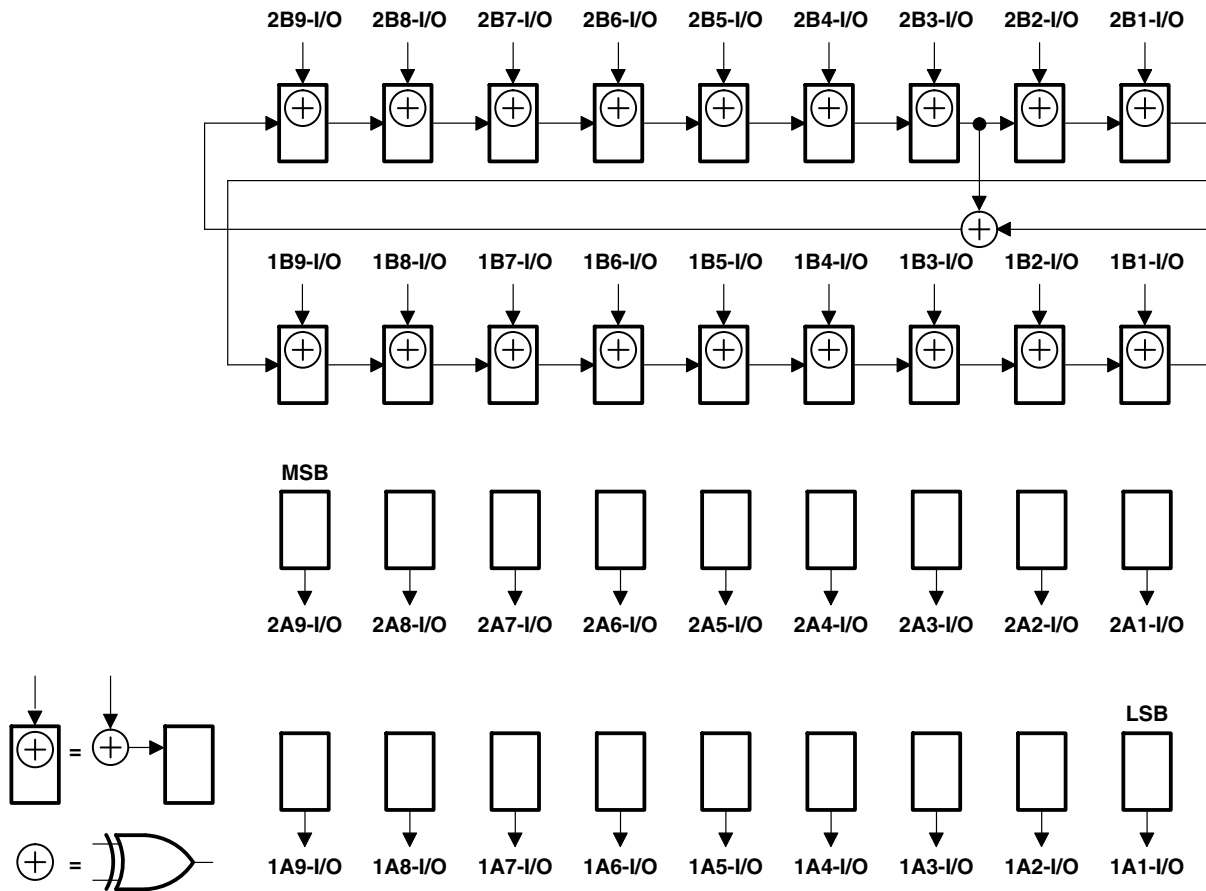 2B9-I/O 2B8-I/O 2B7-I/O 2B6-I/O 2B5-I/O 2B4-I/O 2B3-I/O 2B2-I/O 2B1-I/O
1B9-I/O 1B8-I/O 1B7-I/O 1B6-I/O 1B5-I/O 1B4-I/O 1B3-I/O 1B2-I/O 1B1-I/O
MSB
2A9-I/O 2A8-I/O 2A7-I/O 2A6-I/O 2A5-I/O 2A4-I/O 2A3-I/O 2A2-I/O 2A1-I/O
LSB
=
=
1A9-I/O 1A8-I/O 1A7-I/O 1A6-I/O 1A5-I/O 1A4-I/O 1A3-I/O 1A2-I/O 1A1-I/O